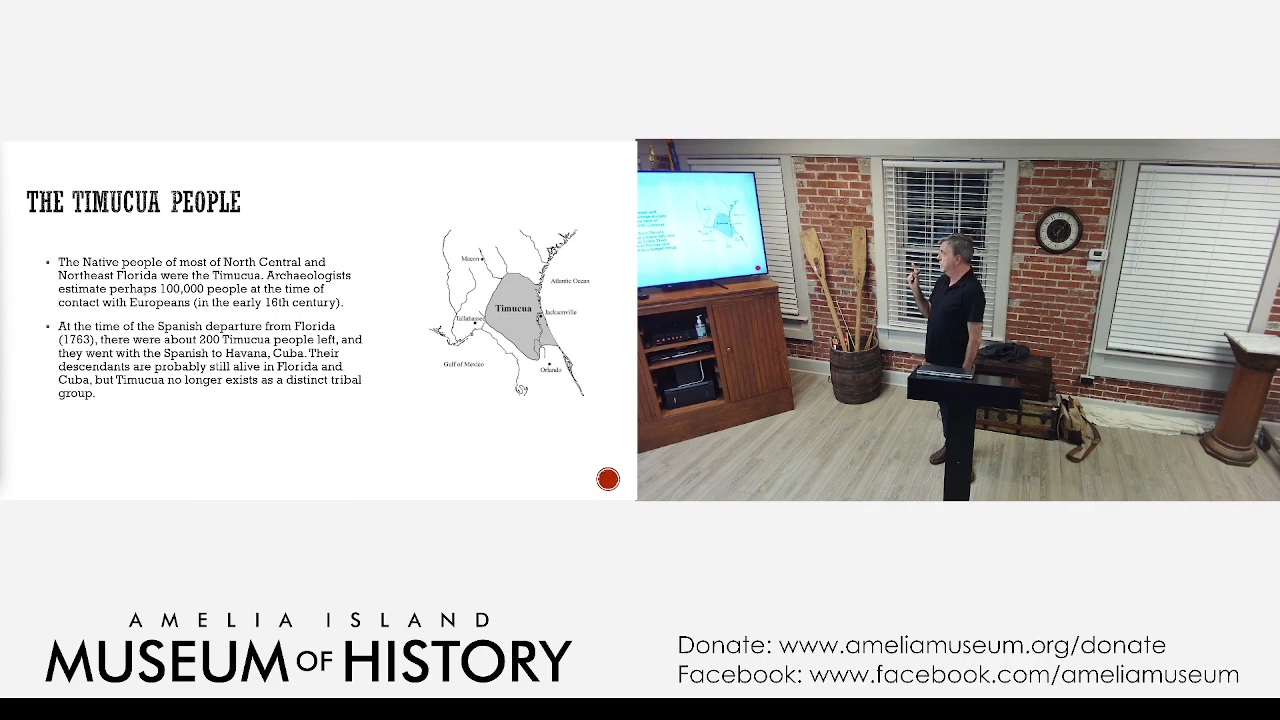 THE TIMUCUA PEOPLE
The Native people of most of North Central and
Northeast Florida were the Timucua. Archaeologists
estimate perhaps 100,000 people at the time of
contact with Europeans (in the early 16th century).
At the time of the Spanish departure from Florida
(1763), there were about 200 Timucua people left, and
they went with the Spanish to Havana, Cuba. Their
descendants are probably still alive in Florida and
Cuba, but Timucua no longer exists as a distinct tribal
group.
Macon
Atlantic Ocean
Timucua
Jacksonville
Tallahassee
Gulf of Mexico
Orlando
AMELIA ISLAND
MUSEUM OF HISTORY
Donate: www.ameliamuseum.org/donate
Facebook: www.facebook.com/ameliamuseum